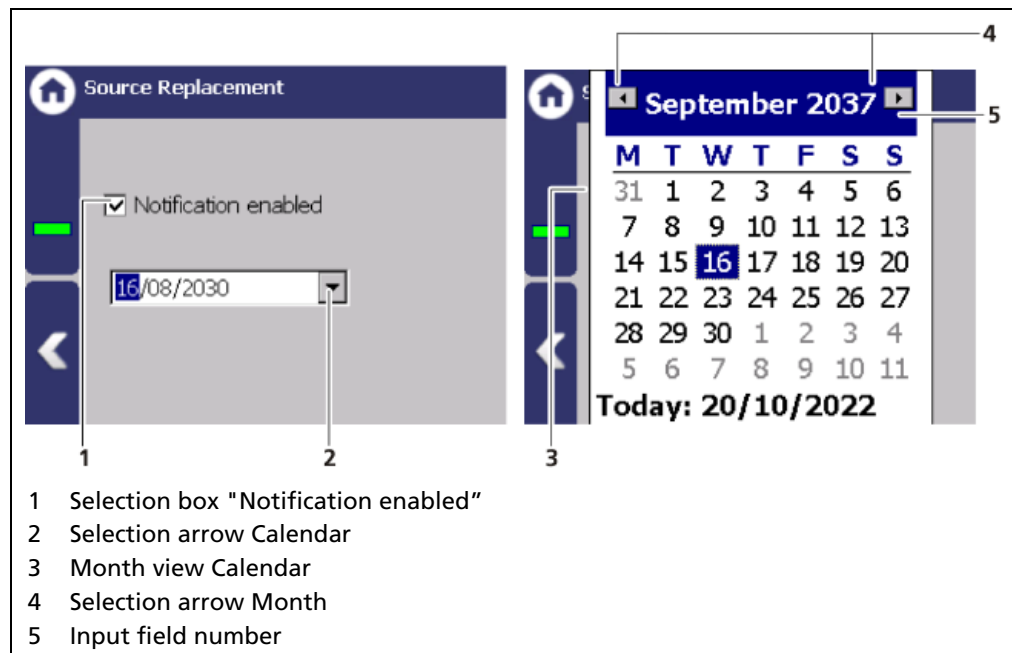 4
Source Replacement
S
September 2037
5
M T W T F S S
31 1 2 3 4 5 6
1
Notification enabled
3
7 8 9 10 11 12 13
14 15 16 17 18 19 20
16/08/2030
21 22 23 24 25 26 27
28 29 30 1 2 3 4
5 6 7 8 9 10 11
Today: 20/10/2022
1
2
3
1 Selection box "Notification enabled”
2 Selection arrow Calendar
3 Month view Calendar
4 Selection arrow Month
5 Input field number